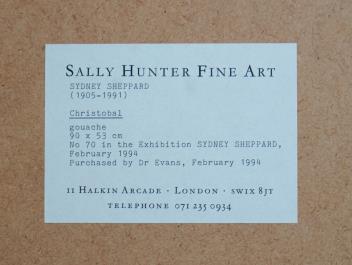 SALLY HUNTER FINE ART
SYDNEY SHEPPARD
(1905-1991)
Christobal
gouache
90 x 53 cm
No 70 in the Exhibition SYDNEY SHEPPARD,
February 1994
Purchased by Dr Evans, February 1994
11 HALKIN ARCADE · LONDON · SW1X 8JT
TELEPHONE 071 235 0934